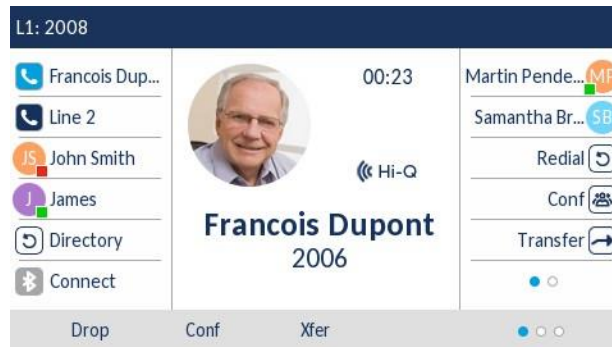 L1: 2008
Francois Dup...
Line 2
JS John Smith
J James
Directory
Connect
00:23
Hi-Q
Francois Dupont
2006
Martin Pende... MP
Samantha Br... SB
Redial
Conf
Transfer
Drop Conf Xfer